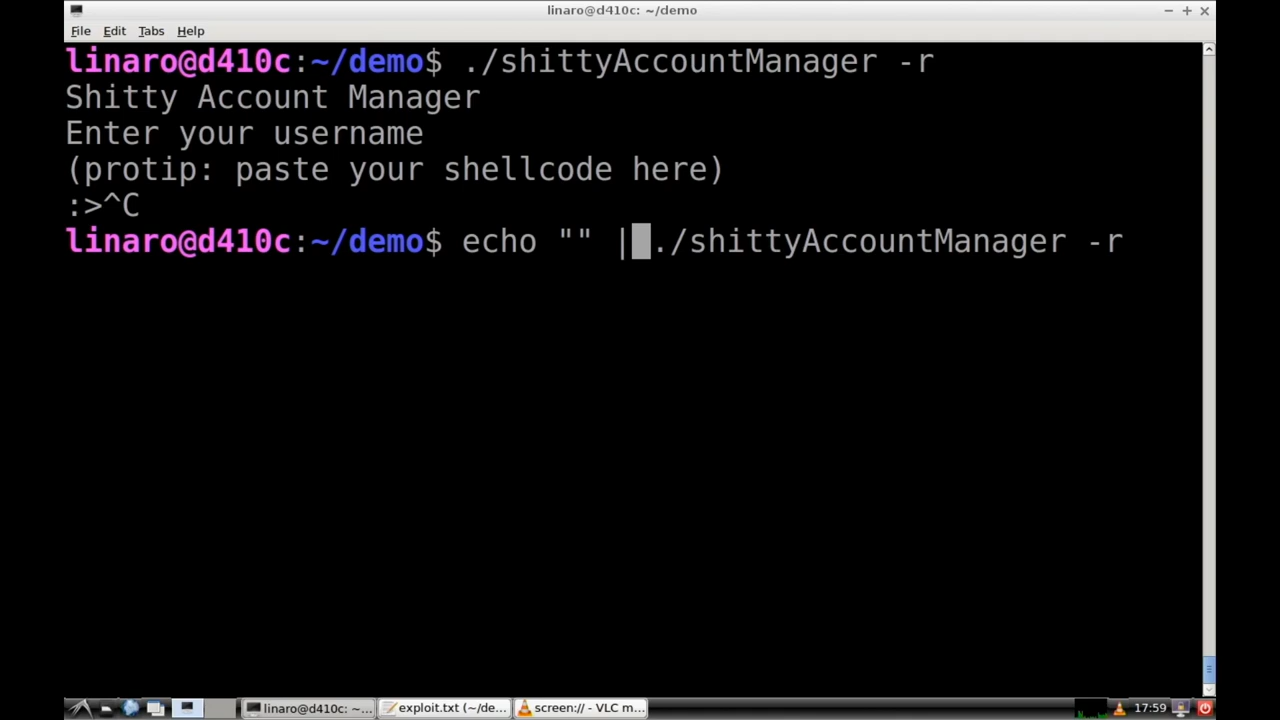 linaro@d410c: ~/demo
File Edit Tabs Help
linaro@d410c:~/demo$ ./shittyAccountManager -r
Shitty Account Manager
Enter your username
(protip: paste your shellcode here)
:>^C
linaro@d410c:~/demo$ echo "" | ./shittyAccountManager -r
linaro@d410c: ~... exploit.txt (~/de... screen:// - VLC m... 17:59